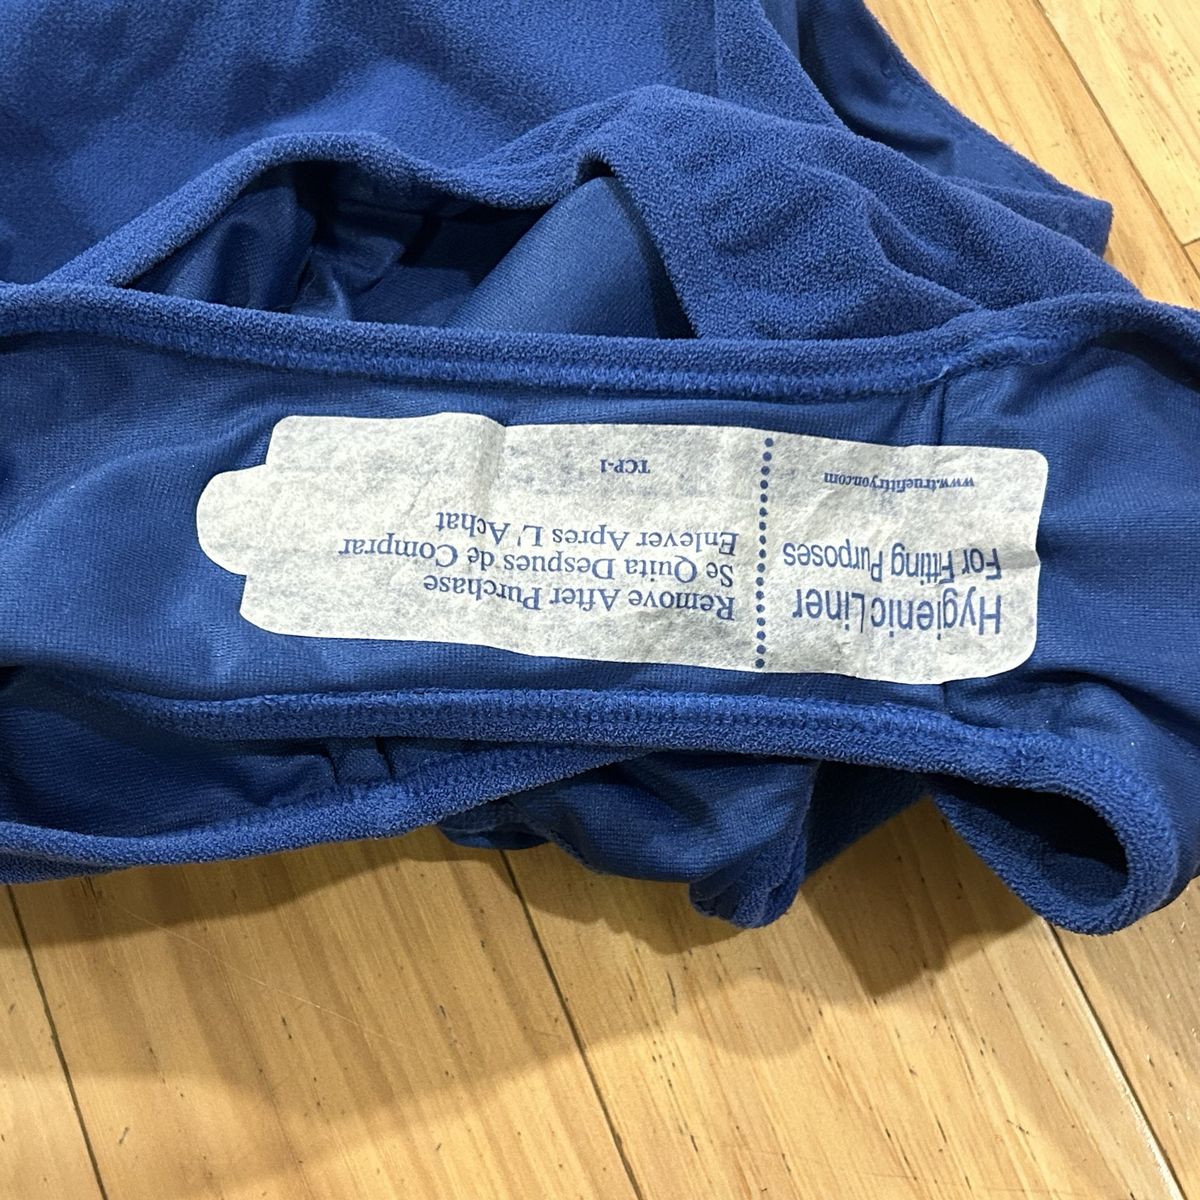 Hygienic Liner
For Fitting Purposes
www.truefittryon.com
Remove After Purchase
Se Quita Despues de Comprar
Enlever Apres L' Achat
TCP-1